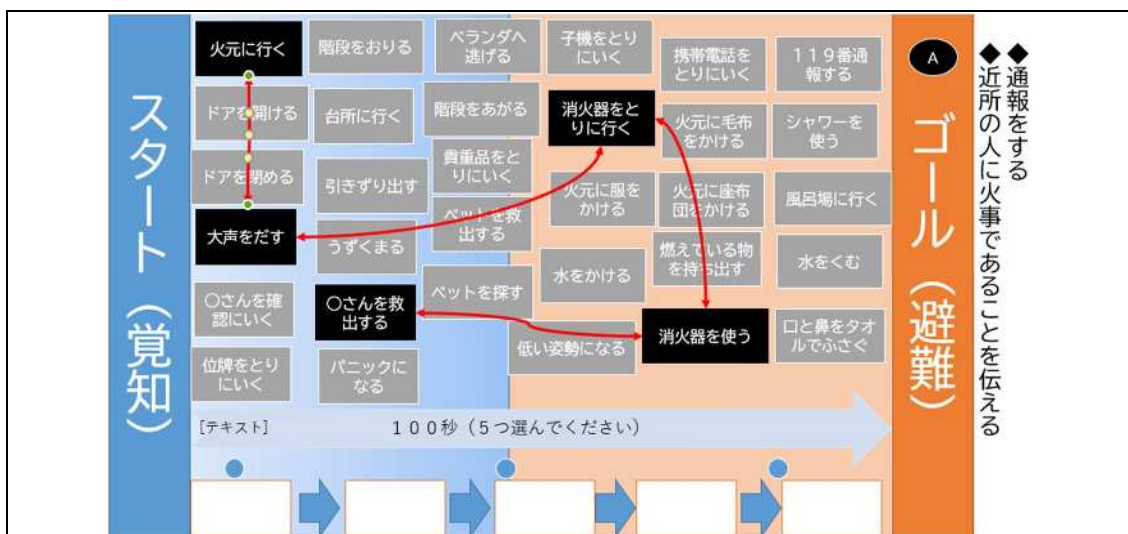 スタート（覚知）
火元に行く
階段をおりる
ベランダへ
逃げる
子機をとり
にいく
携帯電話を
とりにいく
１１９番通
報する
ドアを開ける
台所に行く
階段をあがる
消火器をと
りに行く
火元に毛布
をかける
シャワーを
使う
ドアを閉める
引きずり出す
貴重品をと
りにいく
火元に服を
かける
火元に座布
団をかける
風呂場に行く
大声をだす
うずくまる
ペットを救
出する
水をかける
燃えている物
を持ち出す
水をくむ
〇さんを確
認にいく
〇さんを救
出する
ペットを探す
低い姿勢になる
消火器を使う
口と鼻をタオ
ルでふさぐ
位牌をとり
にいく
パニックに
なる
[テキスト]
１００秒（５つ選んでください）
A
ゴール（避難）
◆通報をする
◆近所の人に火事であることを伝える